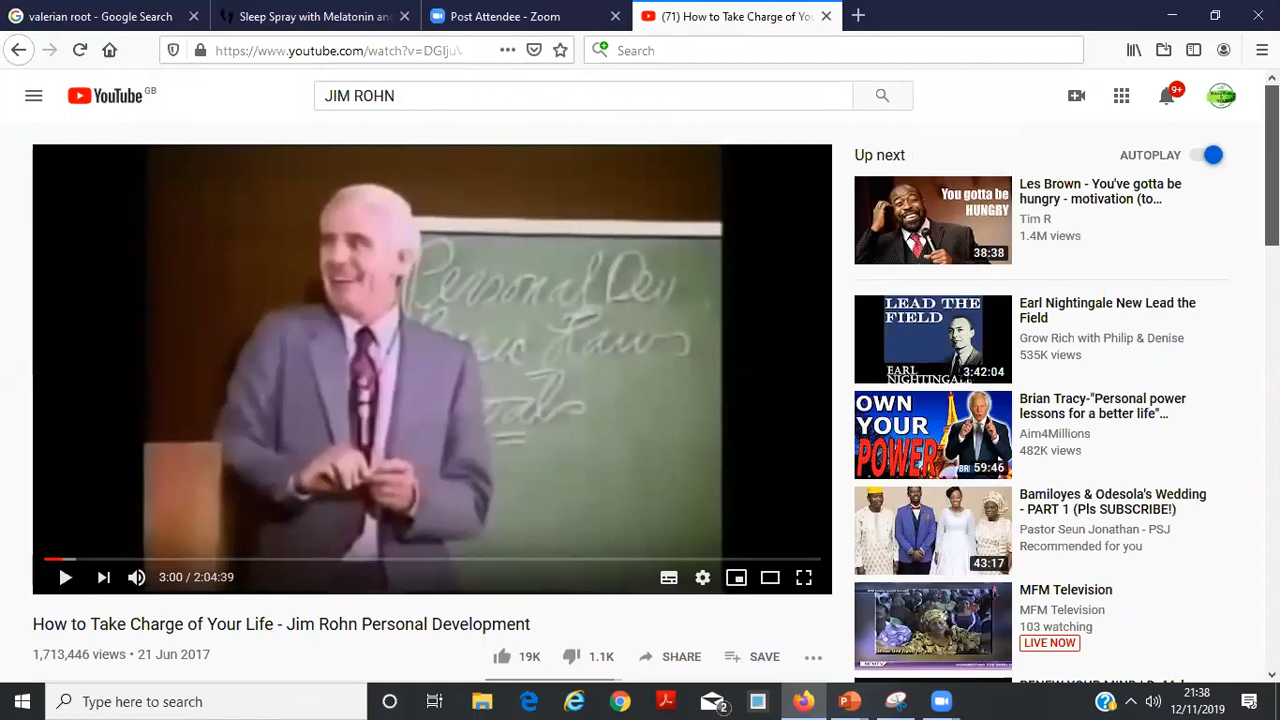 valerian root - Google Search
Sleep Spray with Melatonin and
Post Attendee - Zoom
(71) How to Take Charge of You
https://www.youtube.com/watch?v=DGIjuV
Search
YouTube GB
JIM ROHN
9+
Personal Dev
Laws
Up next
AUTOPLAY
You gotta be
HUNGRY
38:38
Les Brown - You've gotta be
hungry - motivation (to...
Tim R
1.4M views
LEAD THE
FIELD
EARL
NIGHTINGALE
3:42:04
Earl Nightingale New Lead the
Field
Grow Rich with Philip & Denise
535K views
OWN
YOUR
POWER
59:46
Brian Tracy-"Personal power
lessons for a better life"...
Aim4Millions
482K views
43:17
Bamiloyes & Odesola's Wedding
- PART 1 (Pls SUBSCRIBE!)
Pastor Seun Jonathan - PSJ
Recommended for you
MFM Television
MFM Television
103 watching
LIVE NOW
3:00 / 2:04:39
How to Take Charge of Your Life - Jim Rohn Personal Development
1,713,446 views • 21 Jun 2017
19K
1.1K
SHARE
SAVE
Type here to search
2
21:38
12/11/2019